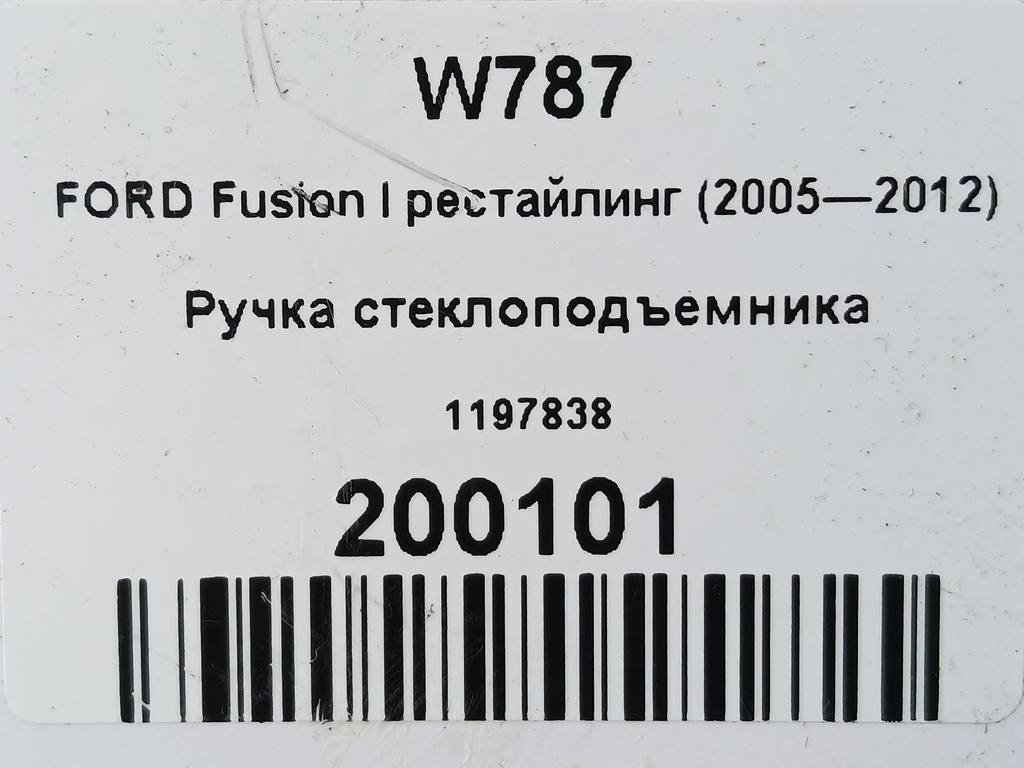 W787
FORD Fusion I рестайлинг (2005—2012)
Ручка стеклоподъемника
1197838
200101